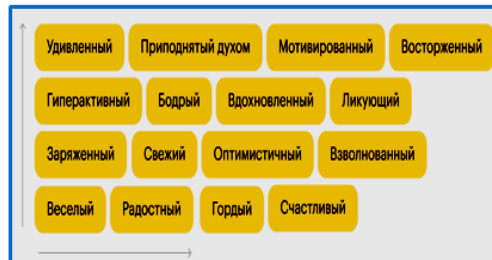 Удивленный Приподнятый духом Мотивированный Восторженный
Гиперактивный Бодрый Вдохновленный Ликующий
Заряженный Свежий Оптимистичный Взволнованный
Веселый Радостный Гордый Счастливый